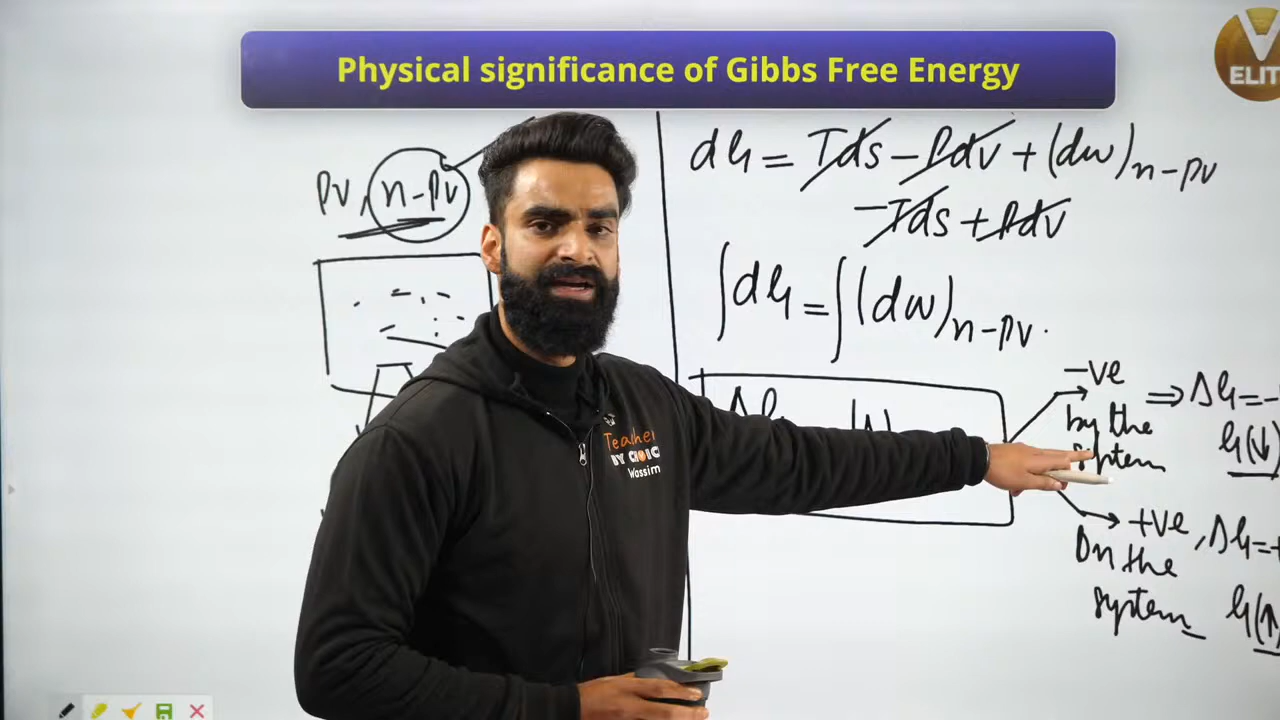 Physical significance of Gibbs Free Energy
V
ELIT
PV, n-PV
dG = Tds - Pdv + (dw)n-PV
-Tds + Pdv
∫dG = ∫(dw)n-PV.
ΔG W
-ve
by the
system
⇒ ΔG = -
G(↓)
+ve, ΔG = +
On the
system
G(↑)
Teacher
BY CHOICE
Wassim